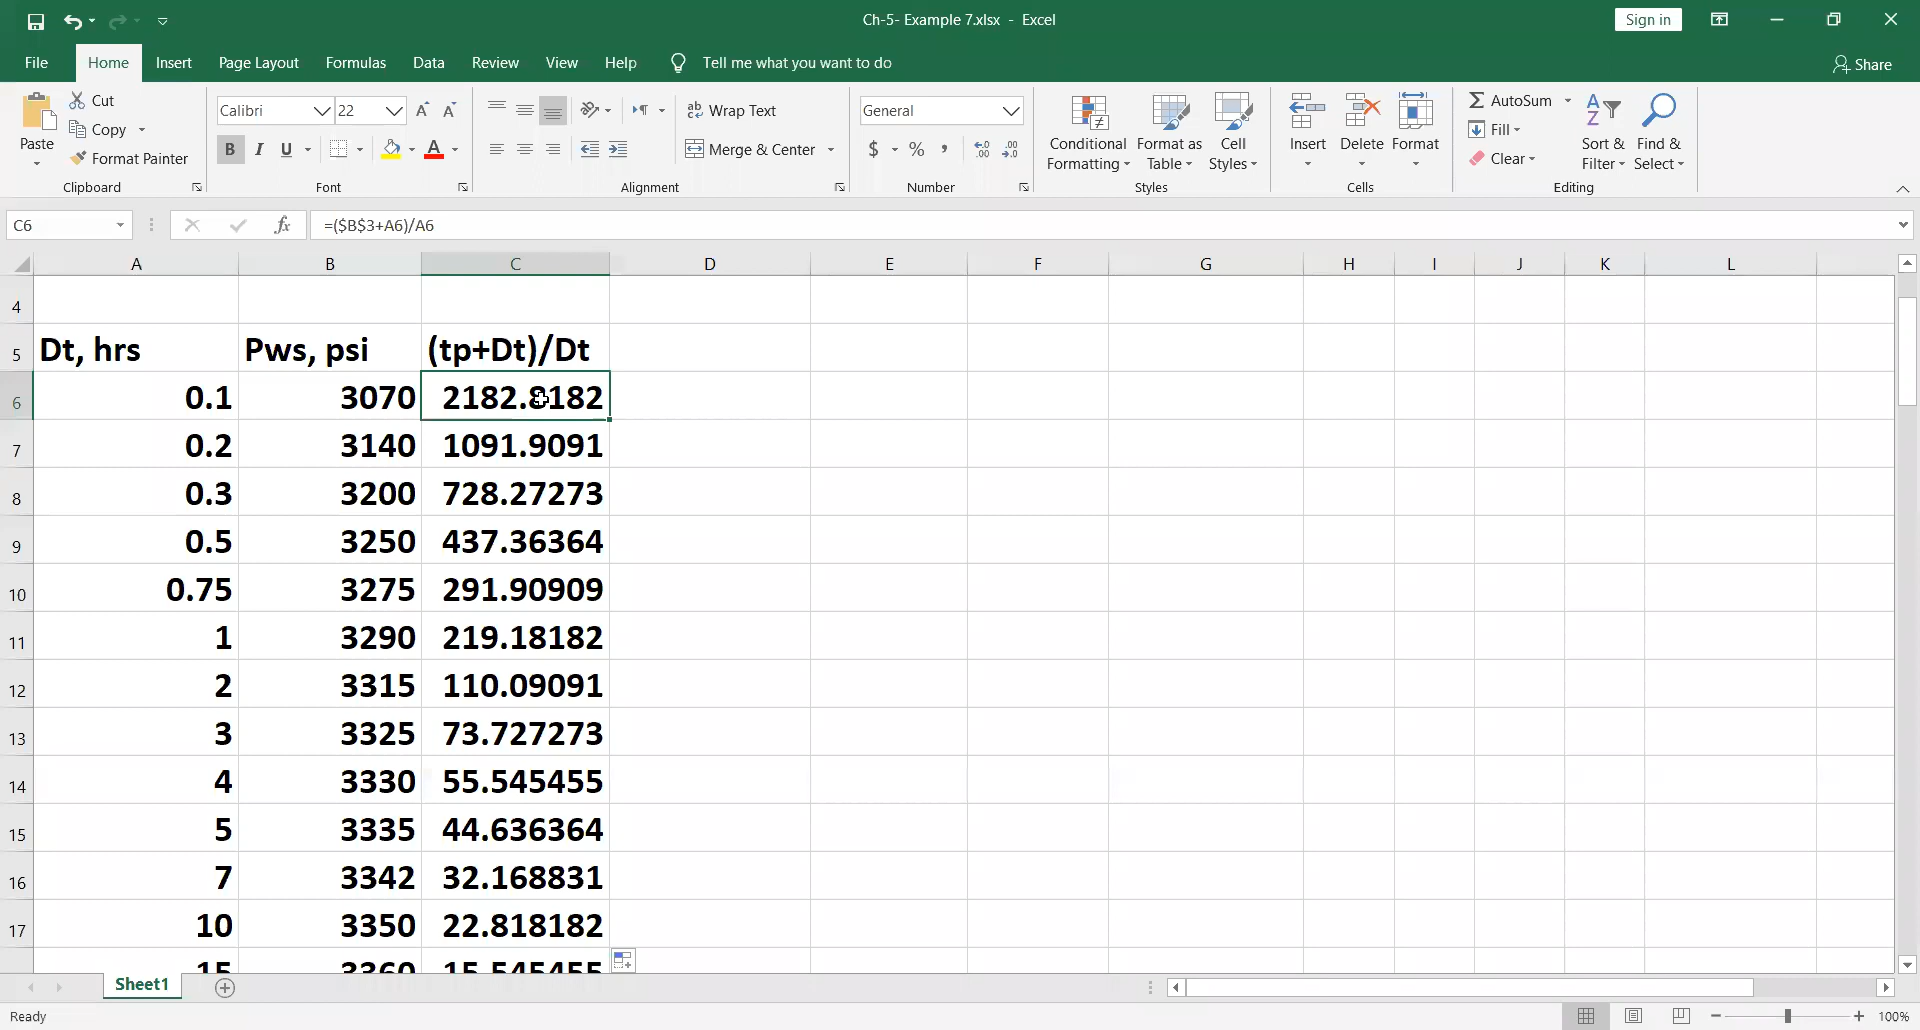 Ch-5- Example 7.xlsx - Excel
Sign in
File Home Insert Page Layout Formulas Data Review View Help Tell me what you want to do
Share
Paste
Cut
Copy
Format Painter
Clipboard
Calibri 22
B I U
Font
Wrap Text
Merge & Center
Alignment
General
$ % ,
Number
Conditional Formatting
Format as Table
Cell Styles
Styles
Insert Delete Format
Cells
AutoSum
Fill
Clear
Sort & Filter
Find & Select
Editing
C6 fx =($B$3+A6)/A6
A B C D E F G H I J K L
4
5 Dt, hrs Pws, psi (tp+Dt)/Dt
6 0.1 3070 2182.8182
7 0.2 3140 1091.9091
8 0.3 3200 728.27273
9 0.5 3250 437.36364
10 0.75 3275 291.90909
11 1 3290 219.18182
12 2 3315 110.09091
13 3 3325 73.727273
14 4 3330 55.545455
15 5 3335 44.636364
16 7 3342 32.168831
17 10 3350 22.818182
15 3360 15.545455
Sheet1
Ready
100%